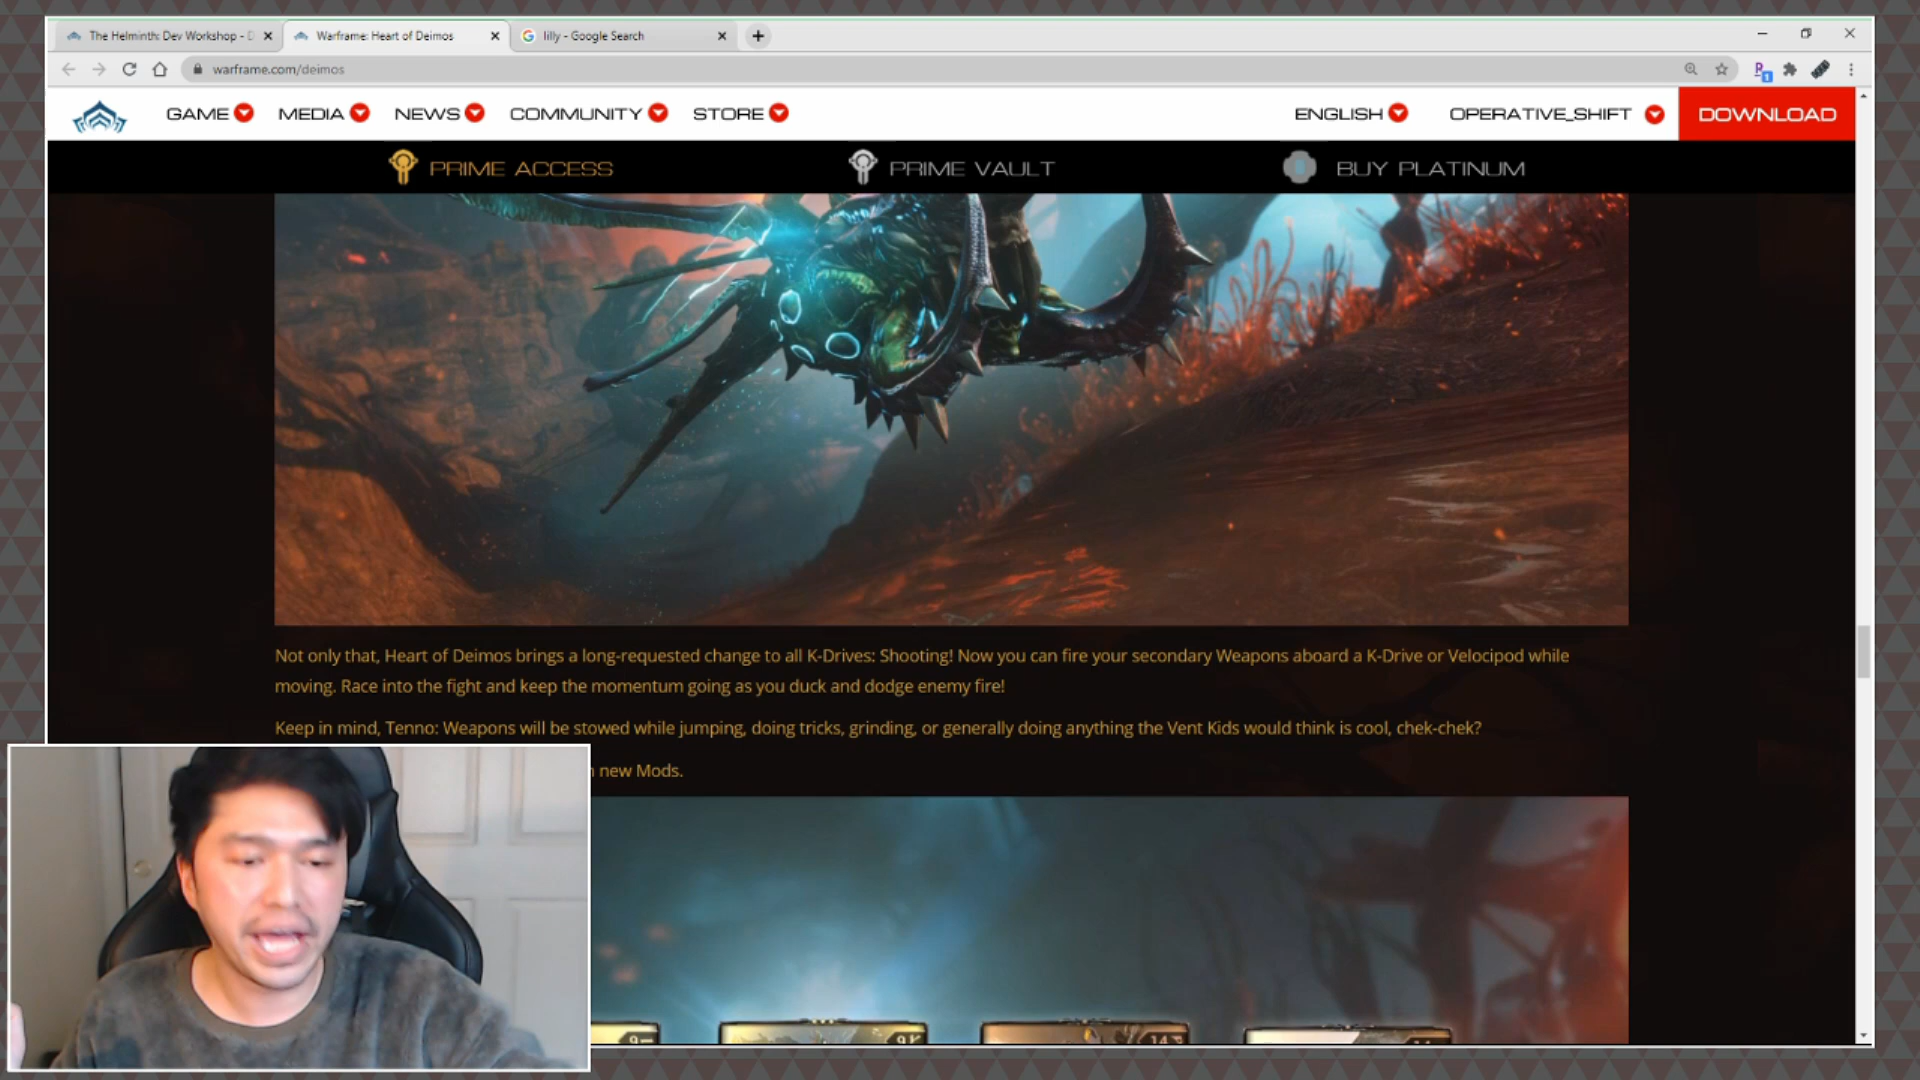 The Helminth: Dev Workshop - D
Warframe: Heart of Deimos
lilly - Google Search
warframe.com/deimos
GAME
MEDIA
NEWS
COMMUNITY
STORE
ENGLISH
OPERATIVE_SHIFT
DOWNLOAD
PRIME ACCESS
PRIME VAULT
BUY PLATINUM
Not only that, Heart of Deimos brings a long-requested change to all K-Drives: Shooting! Now you can fire your secondary Weapons aboard a K-Drive or Velocipod while
moving. Race into the fight and keep the momentum going as you duck and dodge enemy fire!
Keep in mind, Tenno: Weapons will be stowed while jumping, doing tricks, grinding, or generally doing anything the Vent Kids would think is cool, chek-chek?
new Mods.
9
9
14